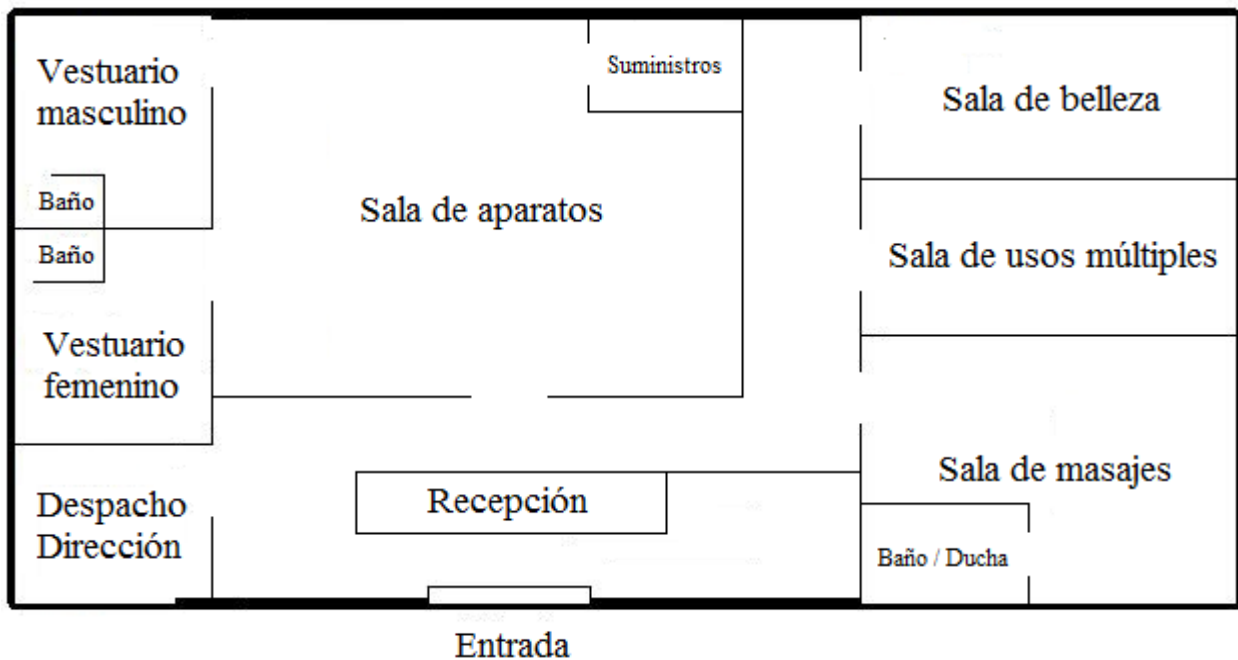 Vestuario
masculino
Suministros
Sala de belleza
Baño
Sala de aparatos
Baño
Sala de usos múltiples
Vestuario
femenino
Sala de masajes
Despacho
Dirección
Recepción
Baño / Ducha
Entrada